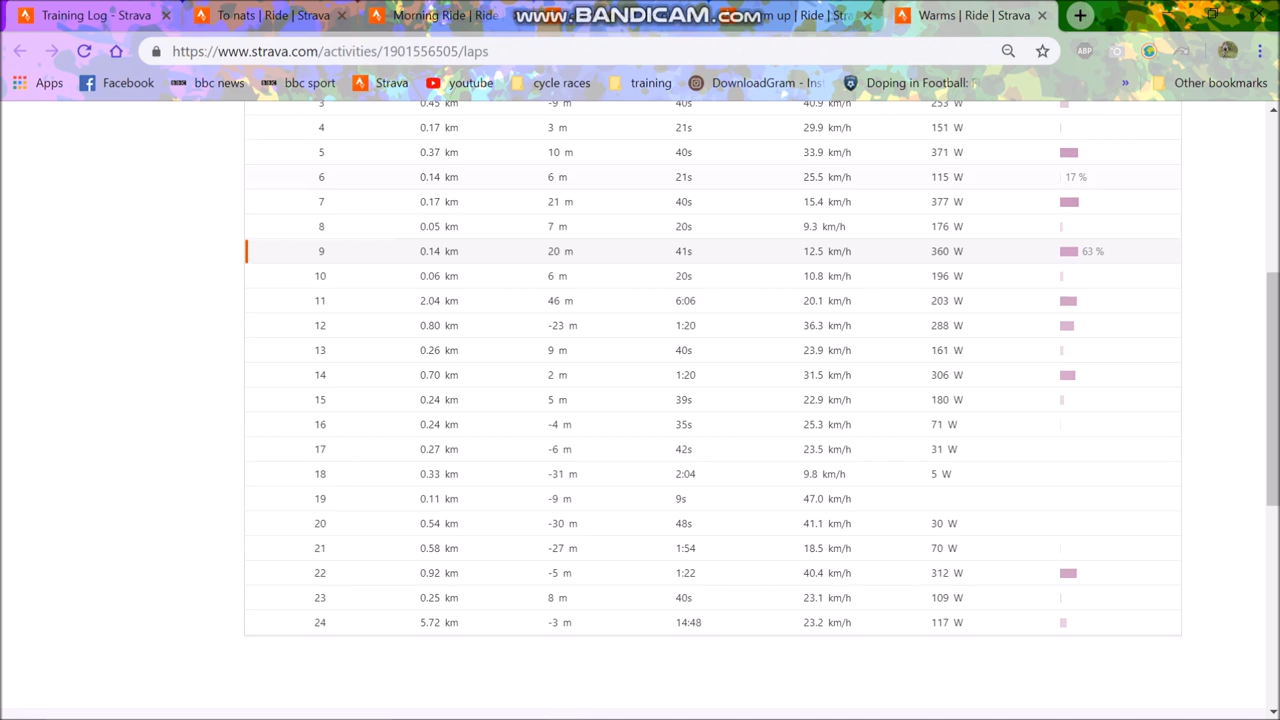 Training Log - Strava To nats | Ride | Strava Morning Ride | Ride WWW.BANDICAM.COM m up | Ride | Stra Warms | Ride | Strava
https://www.strava.com/activities/1901556505/laps ABP
Apps Facebook BBC bbc news BBC bbc sport Strava youtube cycle races training DownloadGram - Inst Doping in Football: » Other bookmarks
3 0.45 km -9 m 40s 40.9 km/h 253 W
4 0.17 km 3 m 21s 29.9 km/h 151 W
5 0.37 km 10 m 40s 33.9 km/h 371 W
6 0.14 km 6 m 21s 25.5 km/h 115 W 17 %
7 0.17 km 21 m 40s 15.4 km/h 377 W
8 0.05 km 7 m 20s 9.3 km/h 176 W
9 0.14 km 20 m 41s 12.5 km/h 360 W 63 %
10 0.06 km 6 m 20s 10.8 km/h 196 W
11 2.04 km 46 m 6:06 20.1 km/h 203 W
12 0.80 km -23 m 1:20 36.3 km/h 288 W
13 0.26 km 9 m 40s 23.9 km/h 161 W
14 0.70 km 2 m 1:20 31.5 km/h 306 W
15 0.24 km 5 m 39s 22.9 km/h 180 W
16 0.24 km -4 m 35s 25.3 km/h 71 W
17 0.27 km -6 m 42s 23.5 km/h 31 W
18 0.33 km -31 m 2:04 9.8 km/h 5 W
19 0.11 km -9 m 9s 47.0 km/h
20 0.54 km -30 m 48s 41.1 km/h 30 W
21 0.58 km -27 m 1:54 18.5 km/h 70 W
22 0.92 km -5 m 1:22 40.4 km/h 312 W
23 0.25 km 8 m 40s 23.1 km/h 109 W
24 5.72 km -3 m 14:48 23.2 km/h 117 W